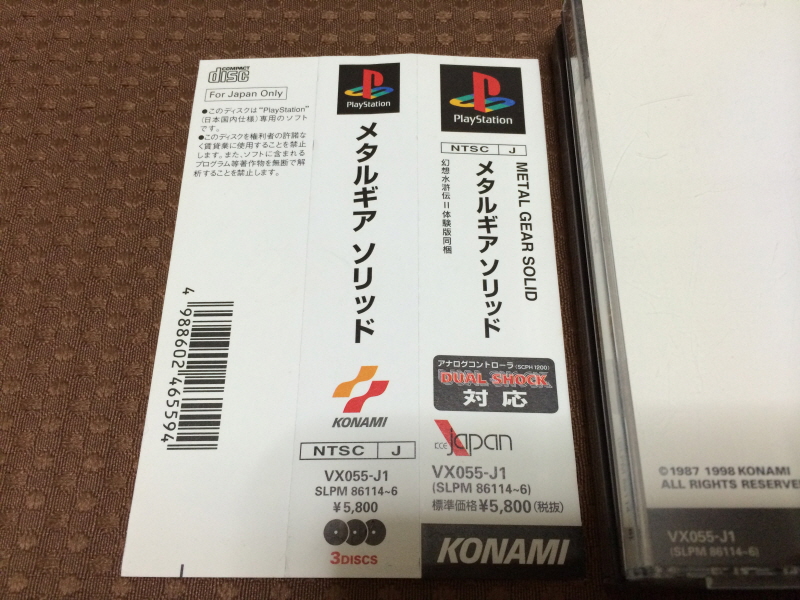 COMPACT
disc
For Japan Only
●このディスクは"PlayStation"
(日本国内仕様)専用のソフト
です。
●このディスクを権利者の許諾な
く賃貸業に使用することを禁止
します。また、ソフトに含まれる
プログラム等著作物を無断で解
析することを禁止します。
4 988602 465594
PlayStation
メタルギア ソリッド
KONAMI
NTSC J
VX055-J1
SLPM 86114~6
¥5,800
3DISCS
PlayStation
NTSC J
METAL GEAR SOLID
メタルギア ソリッド
幻想水滸伝II体験版同梱
アナログコントローラ(SCPH 1200)
DUAL SHOCK
対応
KCE japan
VX055-J1
(SLPM 86114~6)
標準価格¥5,800(税抜)
KONAMI
©1987 1998 KONAMI
ALL RIGHTS RESERVE
VX055-J1
(SLPM 86114~6)